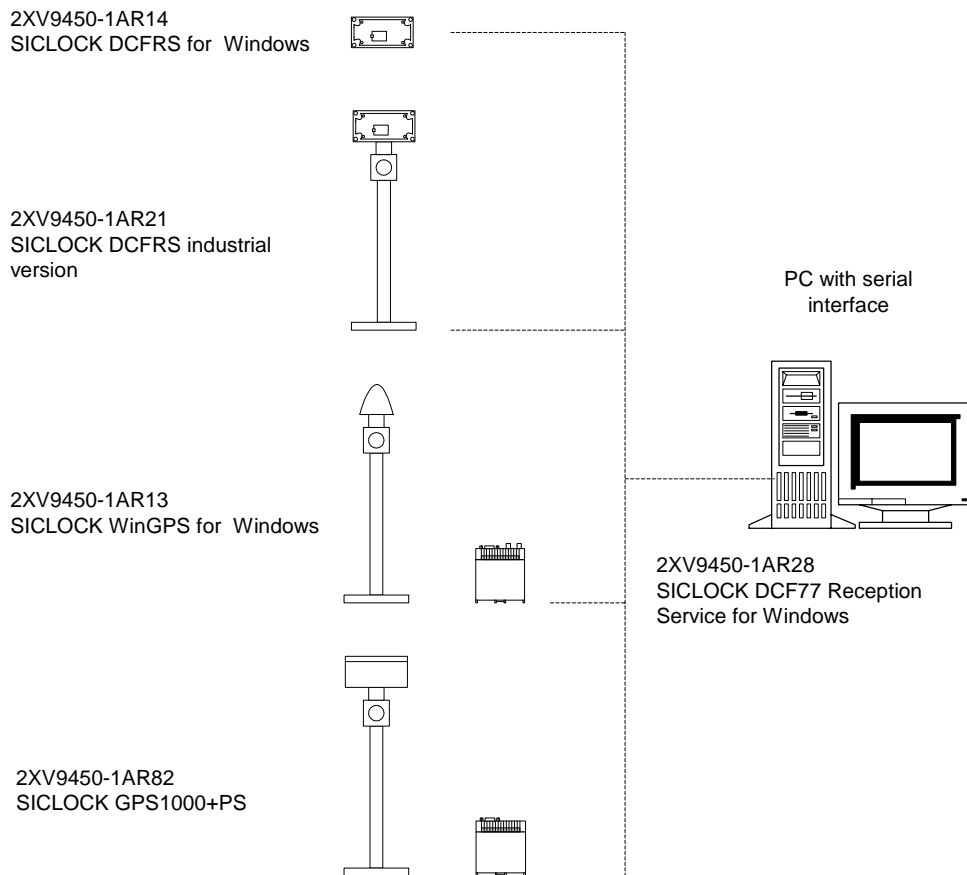 2XV9450-1AR14
SICLOCK DCFRS for Windows
2XV9450-1AR21
SICLOCK DCFRS industrial
version
PC with serial
interface
2XV9450-1AR13
SICLOCK WinGPS for Windows
2XV9450-1AR28
SICLOCK DCF77 Reception
Service for Windows
2XV9450-1AR82
SICLOCK GPS1000+PS